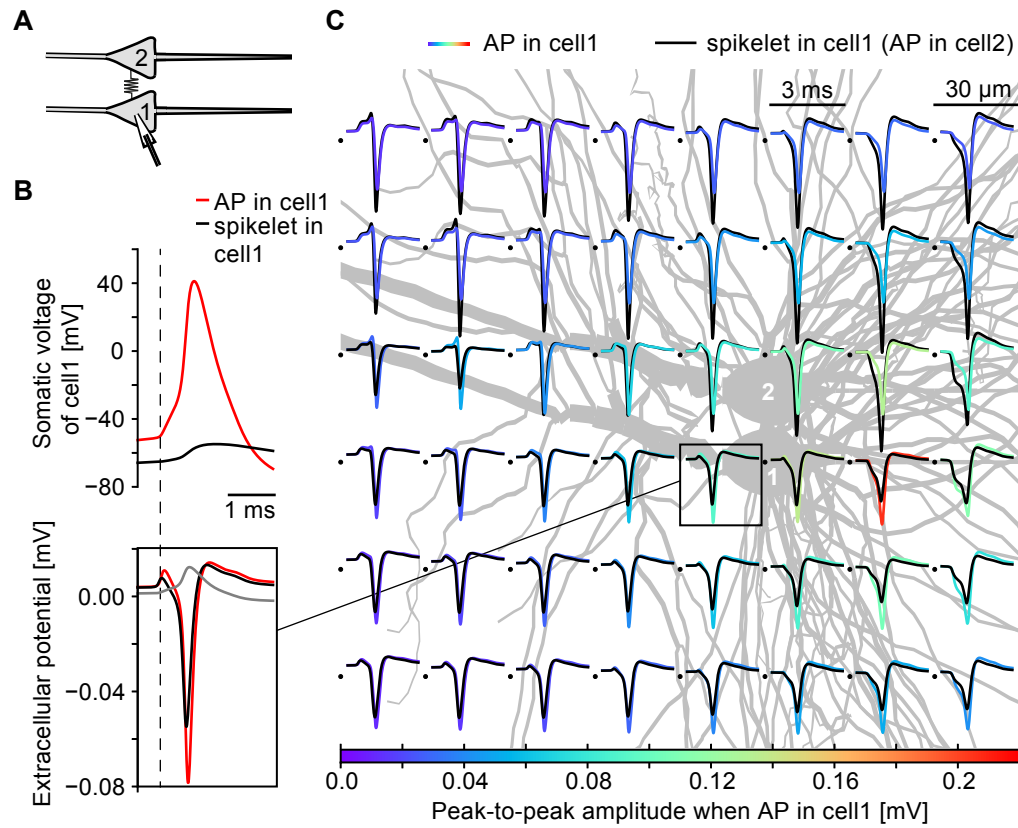 A
2
1
B
AP in cell1
spikelet in
cell1
Somatic voltage
of cell1 [mV]
40
0
−40
−80
1 ms
Extracellular potential [mV]
0.00
−0.04
−0.08
C
AP in cell1
spikelet in cell1 (AP in cell2)
3 ms
30 µm
2
1
0.0
0.04
0.08
0.12
0.16
0.2
Peak-to-peak amplitude when AP in cell1 [mV]